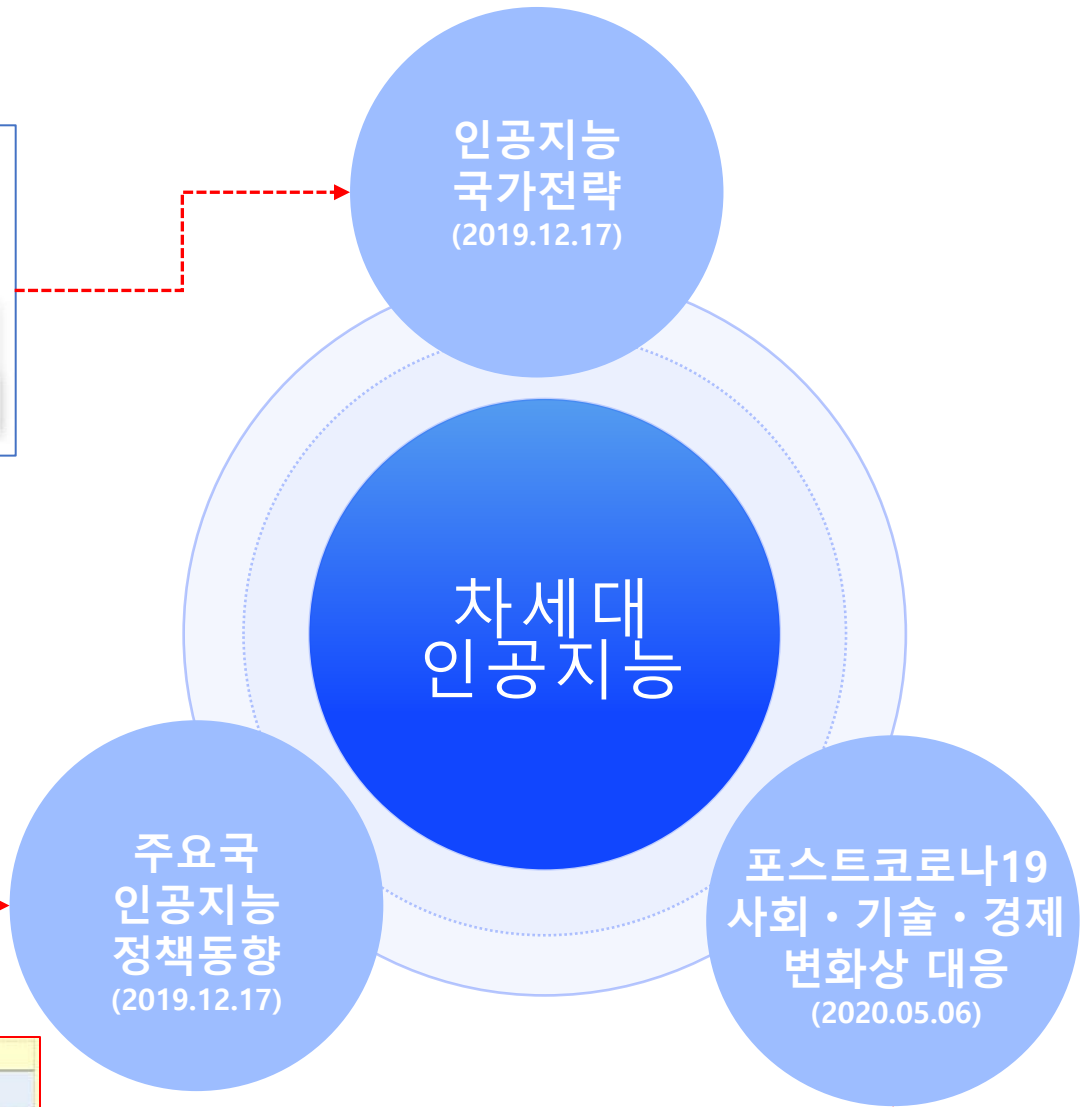 인공지능
국가전략
(2019.12.17)
차세대
인공지능
주요국
인공지능
정책동향
(2019.12.17)
포스트코로나19
사회・기술・경제
변화상 대응
(2020.05.06)